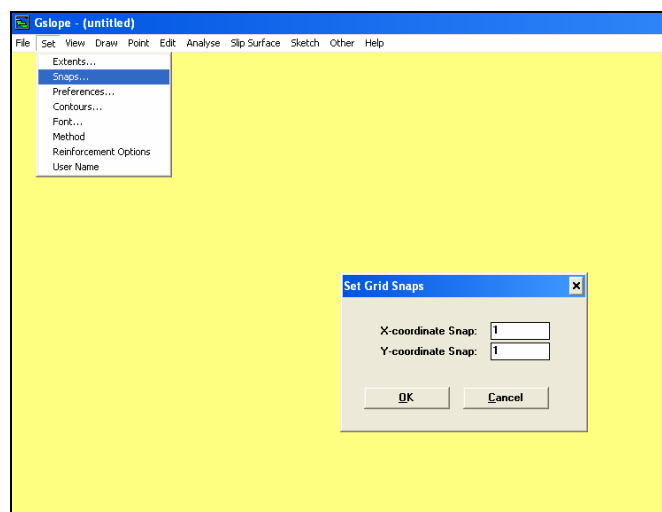 Gslope - (untitled)
File Set View Draw Point Edit Analyse Slip Surface Sketch Other Help
Extents...
Snaps...
Preferences...
Contours...
Font...
Method
Reinforcement Options
User Name
Set Grid Snaps
X-coordinate Snap: 1
Y-coordinate Snap: 1
OK Cancel